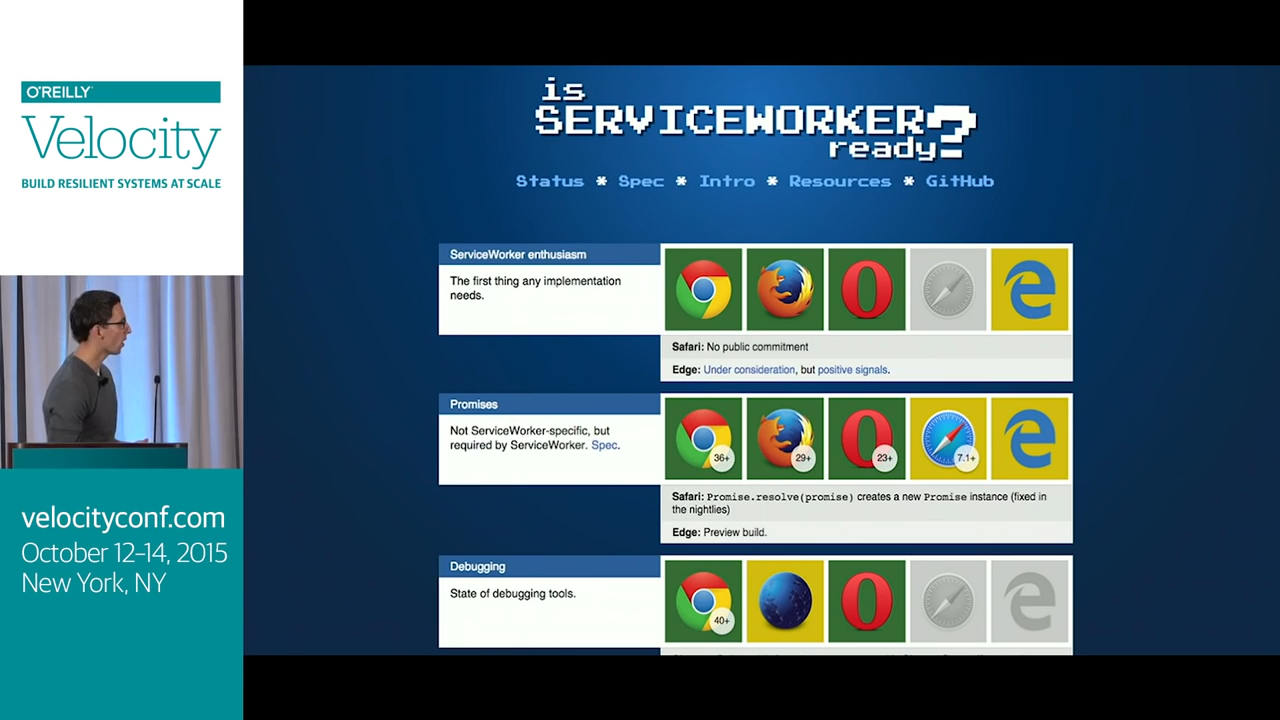 O'REILLY
Velocity
BUILD RESILIENT SYSTEMS AT SCALE
velocityconf.com
October 12–14, 2015
New York, NY
is
SERVICEWORKER?
ready
Status * Spec * Intro * Resources * GitHub
ServiceWorker enthusiasm
The first thing any implementation
needs.
Safari: No public commitment
Edge: Under consideration, but positive signals.
Promises
Not ServiceWorker-specific, but
required by ServiceWorker. Spec.
36+ 29+ 23+ 7.1+
Safari: Promise.resolve(promise) creates a new Promise instance (fixed in
the nightlies)
Edge: Preview build.
Debugging
State of debugging tools.
40+